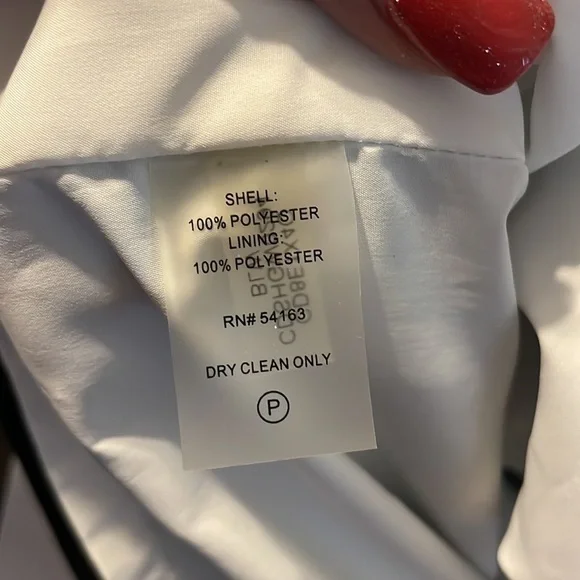 SHELL:
100% POLYESTER
LINING:
100% POLYESTER
RN# 54163
DRY CLEAN ONLY
P